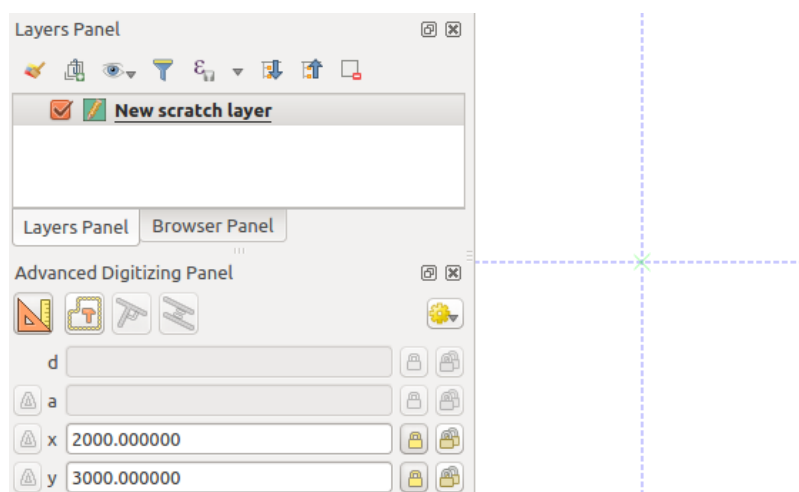 Layers Panel
New scratch layer
Layers Panel Browser Panel
Advanced Digitizing Panel
d
a
x 2000.000000
y 3000.000000